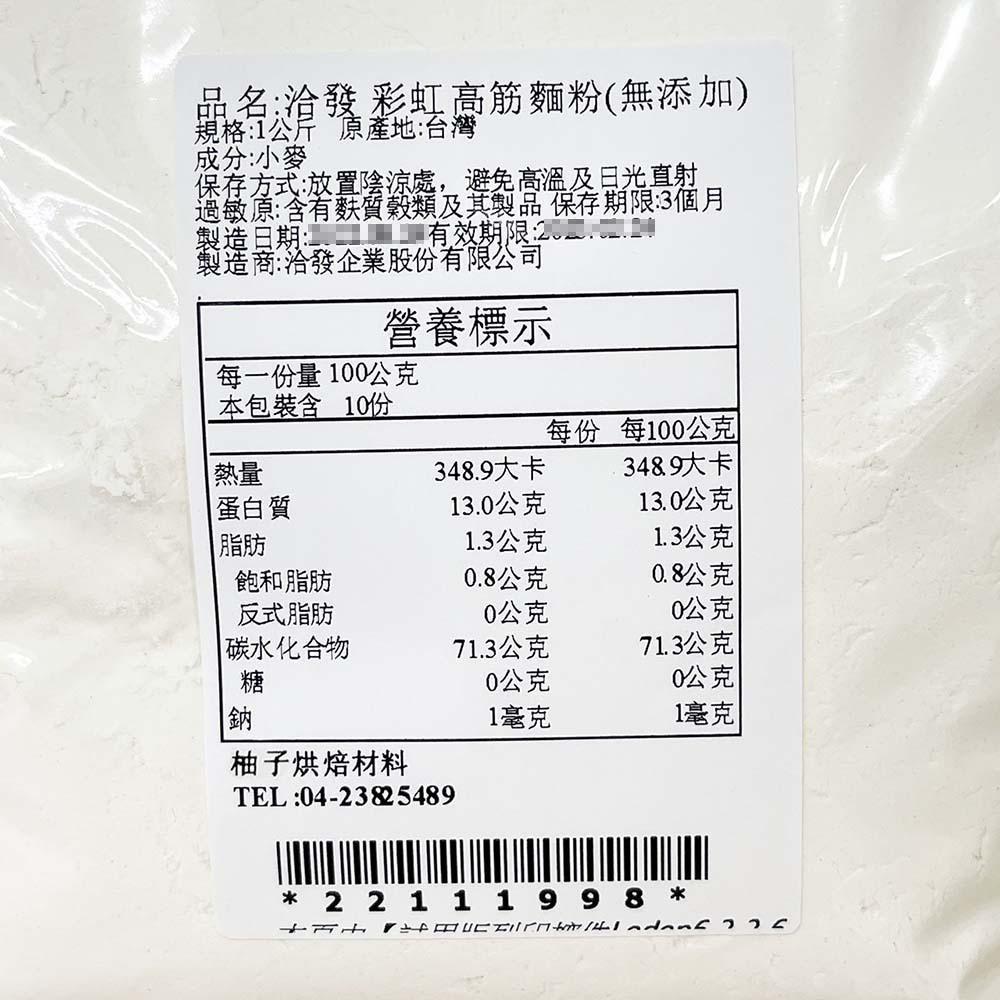 品名:洽發 彩虹高筋麵粉(無添加)
規格:1公斤 原產地:台灣
成分:小麥
保存方式:放置陰涼處，避免高溫及日光直射
過敏原:含有麩質穀類及其製品 保存期限:3個月
製造日期: 有效期限:
製造商:洽發企業股份有限公司
營養標示
每一份量 100公克
本包裝含 10份
每份 每100公克
熱量 348.9大卡 348.9大卡
蛋白質 13.0公克 13.0公克
脂肪 1.3公克 1.3公克
飽和脂肪 0.8公克 0.8公克
反式脂肪 0公克 0公克
碳水化合物 71.3公克 71.3公克
糖 0公克 0公克
鈉 1毫克 1毫克
柚子烘焙材料
TEL:04-23825489
*22111998*